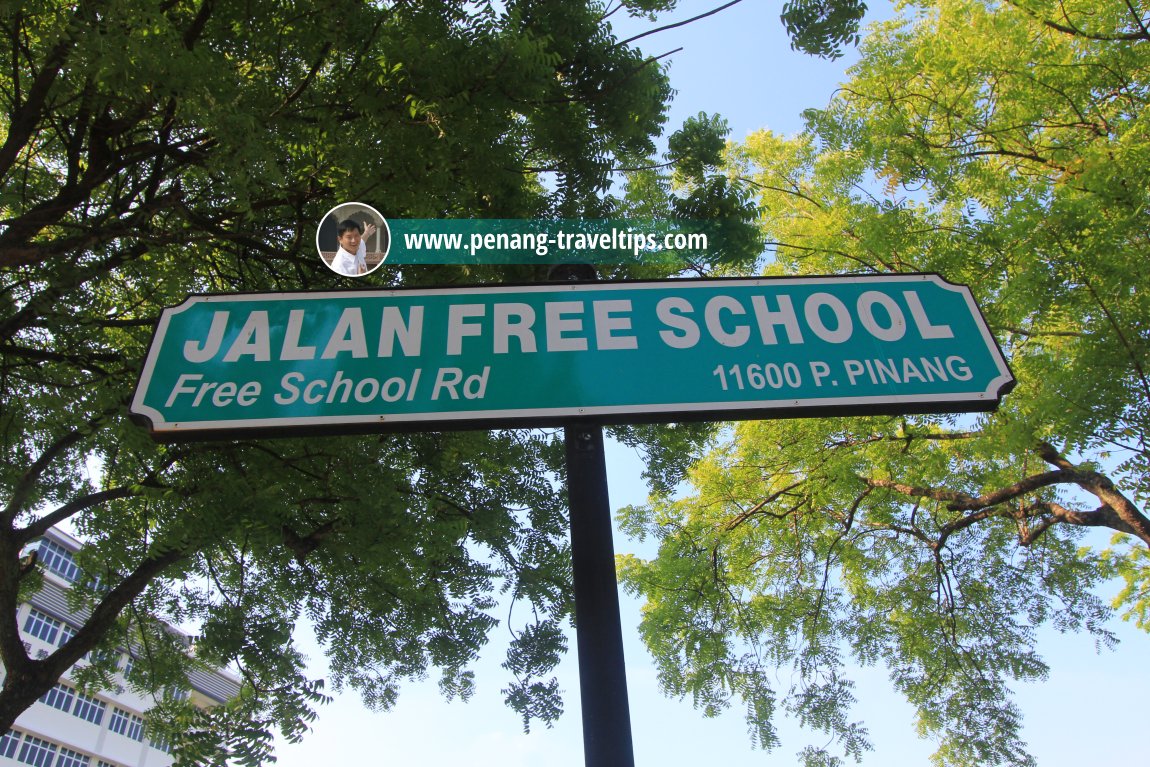 www.penang-traveltips.com
JALAN FREE SCHOOL
Free School Rd
11600 P. PINANG